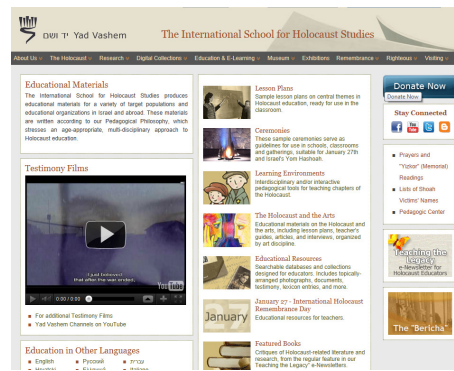 יד ושם Yad Vashem
The International School for Holocaust Studies
About Us The Holocaust Research Digital Collections Education & E-Learning Museum Exhibitions Remembrance Righteous Visiting
Educational Materials
The International School for Holocaust Studies produces
educational materials for a variety of target populations and
educational organizations in Israel and abroad. These materials
are written according to our Pedagogical Philosophy, which
stresses an age-appropriate, multi-disciplinary approach to
Holocaust education.
Testimony Films
I just believed
that after the war ended,
YouTube
0:00 / 0:00
For additional Testimony Films
Yad Vashem Channels on YouTube
Education in Other Languages
English Русский עברית
Hrvatski Ελληνικά Italiano
Lesson Plans
Sample lesson plans on central themes in
Holocaust education, ready for use in the
classroom.
Ceremonies
These sample ceremonies serve as
guidelines for use in schools, classrooms
and gatherings, suitable for January 27th
and Israel's Yom Hashoah.
Learning Environments
Interdisciplinary and/or interactive
pedagogical tools for teaching chapters of
the Holocaust.
The Holocaust and the Arts
Educational materials on the Holocaust and
the arts, including lesson plans, teacher's
guides, articles, and interviews, organized
by art discipline.
Educational Resources
Searchable databases and collections
designed for educators. Includes topically-
arranged photographs, documents,
testimony, lexicon entries, and more.
27
January
January 27 - International Holocaust
Remembrance Day
Educational resources for teachers.
Featured Books
Critiques of Holocaust-related literature and
research, from the regular feature in our
"Teaching the Legacy" e-Newsletters.
Donate Now
Donate Now
Stay Connected
You Tube
Prayers and
"Yizkor" (Memorial)
Readings
Lists of Shoah
Victims' Names
Pedagogic Center
Teaching the
Legacy
e-Newsletter for
Holocaust Educators
The "Bericha"